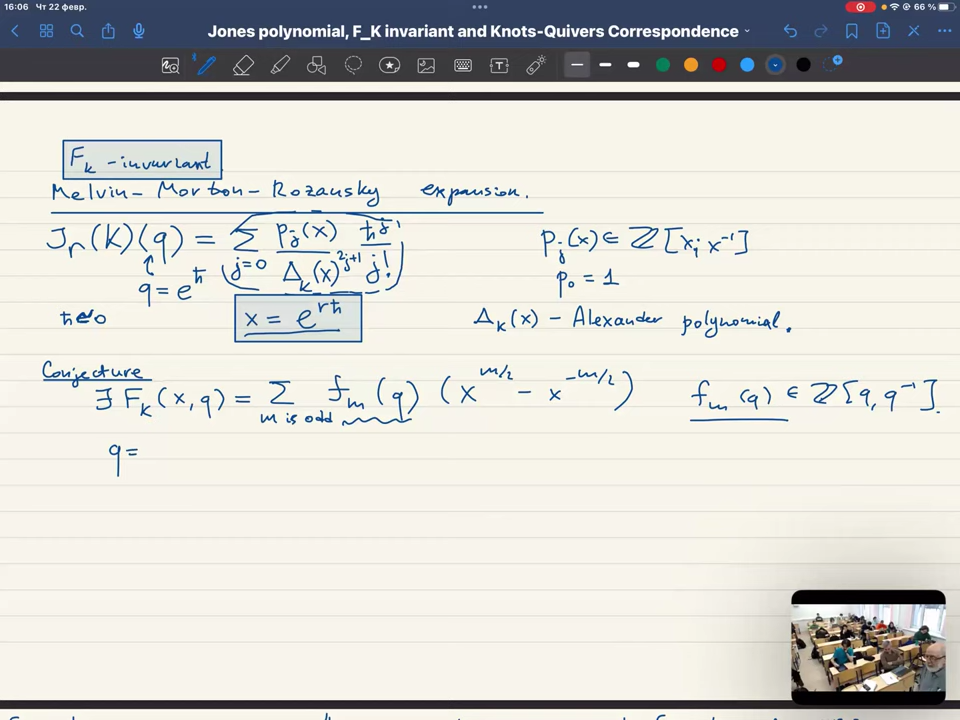 16:06 Чт 22 февр.
66 %
Jones polynomial, F_K invariant and Knots-Quivers Correspondence
F_k - invariant
Melvin - Morton - Rozansky expansion.
J_r(K)(q) = Σ_{j=0} P_j(x)/Δ_k(x)^{2j+1} ħ^j/j! P_j(x) ∈ ℤ[x, x^{-1}]
q = e^ħ P_0 = 1
ħ→0 x = e^{rħ} Δ_k(x) - Alexander polynomial.
Conjecture
∃ F_k(x, q) = Σ_{m is odd} f_m(q) (x^{m/2} - x^{-m/2}) f_m(q) ∈ ℤ[q, q^{-1}].
q =